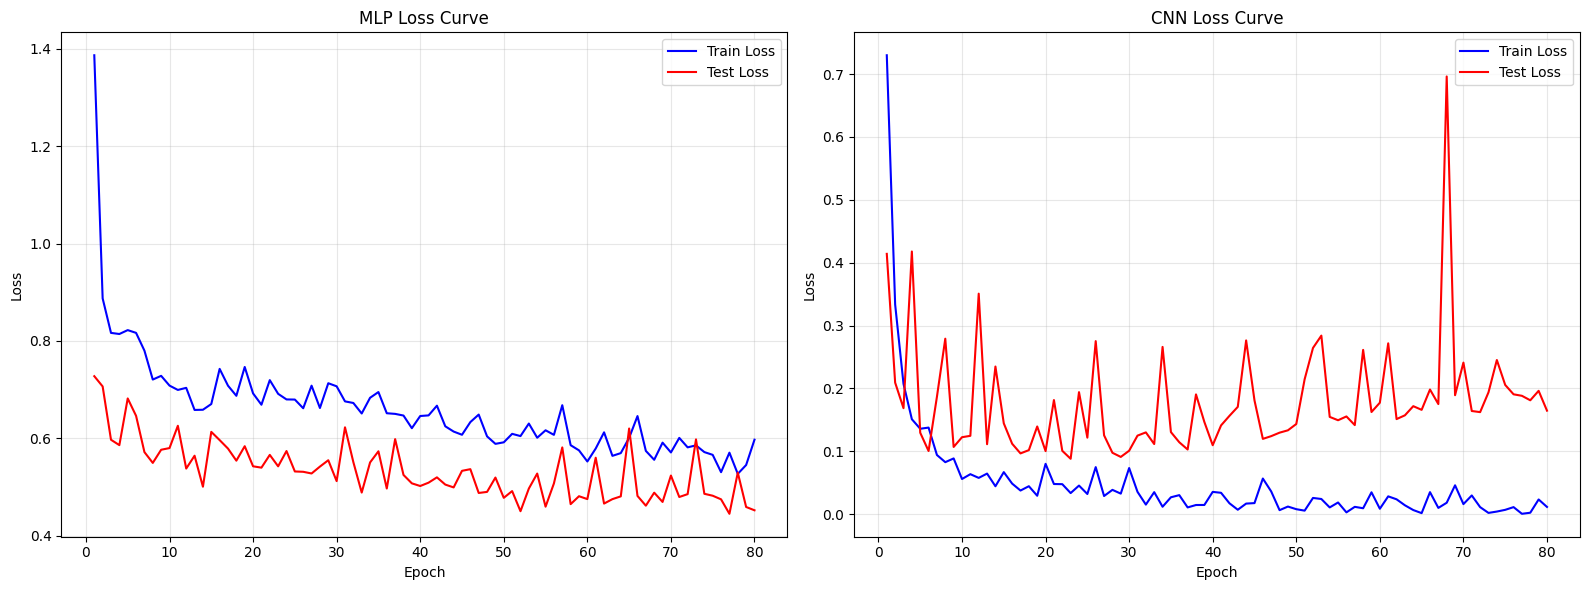 MLP Loss Curve
1.4
1.2
1.0
0.8
0.6
0.4
Loss
0 10 20 30 40 50 60 70 80
Epoch
Train Loss
Test Loss
CNN Loss Curve
0.7
0.6
0.5
0.4
0.3
0.2
0.1
0.0
Loss
0 10 20 30 40 50 60 70 80
Epoch
Train Loss
Test Loss